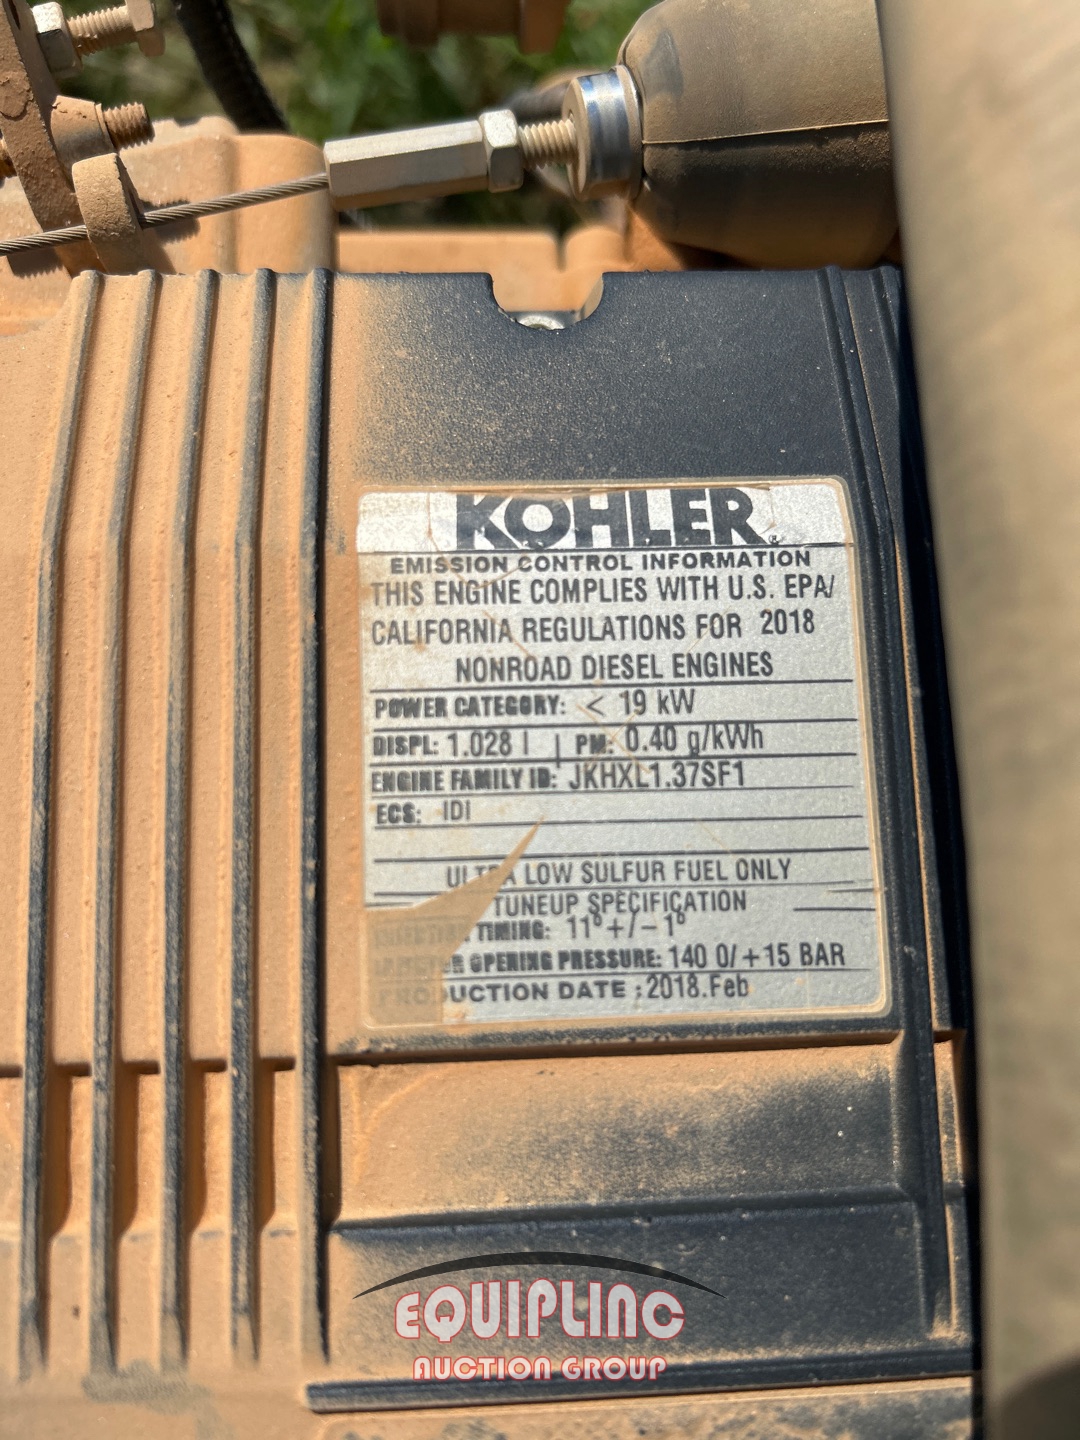 KOHLER®
EMISSION CONTROL INFORMATION
THIS ENGINE COMPLIES WITH U.S. EPA/
CALIFORNIA REGULATIONS FOR 2018
NONROAD DIESEL ENGINES
POWER CATEGORY: < 19 kW
DISPL: 1.028 l | PM: 0.40 g/kWh
ENGINE FAMILY ID: JKHXL1.37SF1
ECS: IDI
ULTRA LOW SULFUR FUEL ONLY
TUNEUP SPECIFICATION
TIMING: 11° +/- 1°
OPENING PRESSURE: 140 0/+15 BAR
PRODUCTION DATE : 2018.Feb
EQUIPLINC
AUCTION GROUP